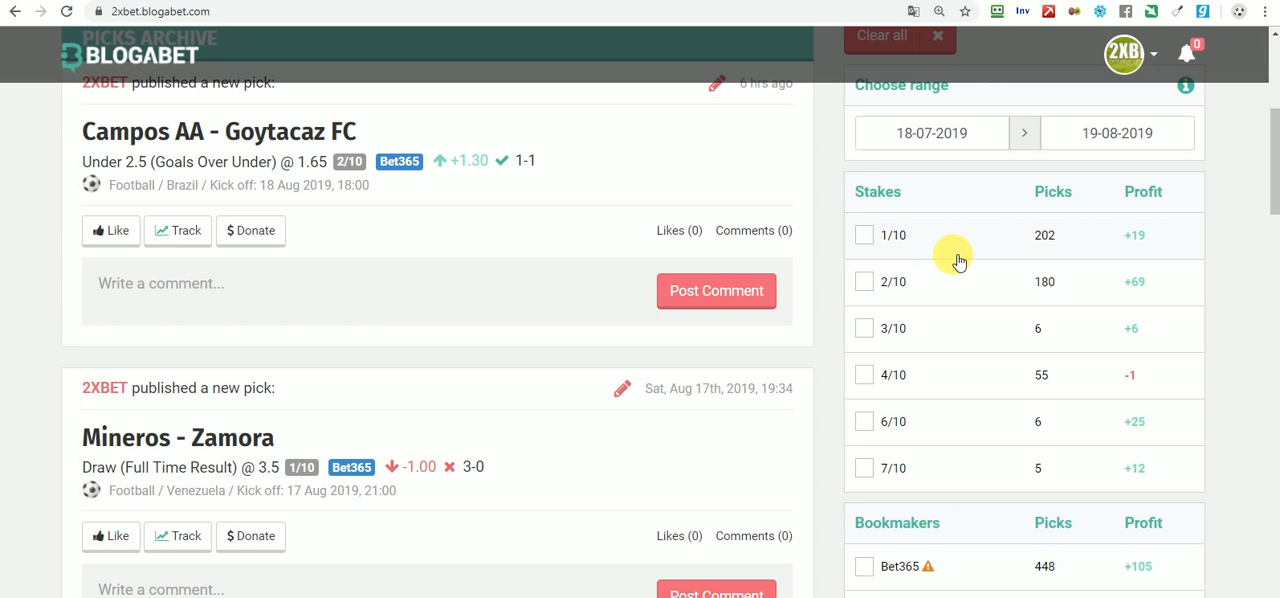 2xbet.blogabet.com
Inv
PICKS ARCHIVE
BLOGABET
2XB
0
2XBET published a new pick:
6 hrs ago
Campos AA - Goytacaz FC
Under 2.5 (Goals Over Under) @ 1.65 2/10 Bet365 +1.30 1-1
Football / Brazil / Kick off: 18 Aug 2019, 18:00
Like
Track
$ Donate
Likes (0)
Comments (0)
Write a comment...
Post Comment
2XBET published a new pick:
Sat, Aug 17th, 2019, 19:34
Mineros - Zamora
Draw (Full Time Result) @ 3.5 1/10 Bet365 -1.00 3-0
Football / Venezuela / Kick off: 17 Aug 2019, 21:00
Like
Track
$ Donate
Likes (0)
Comments (0)
Write a comment...
Post Comment
Clear all
Choose range
18-07-2019 > 19-08-2019
Stakes Picks Profit
1/10 202 +19
2/10 180 +69
3/10 6 +6
4/10 55 -1
6/10 6 +25
7/10 5 +12
Bookmakers Picks Profit
Bet365 448 +105